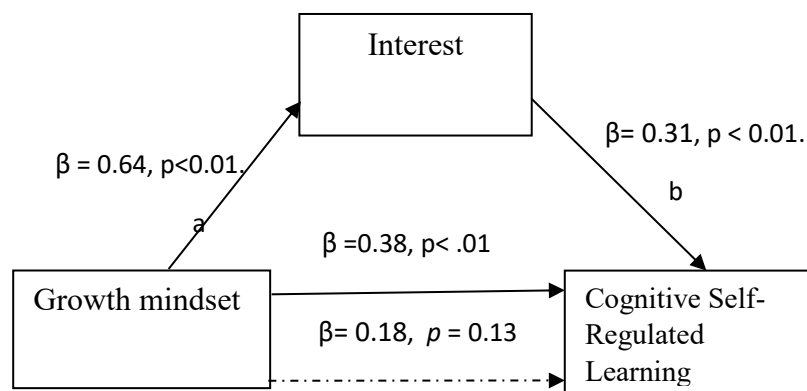 Interest
β= 0.31, p < 0.01.
β = 0.64, p<0.01.
b
a
β =0.38, p< .01
Growth mindset
Cognitive Self-
Regulated
Learning
β= 0.18, p = 0.13